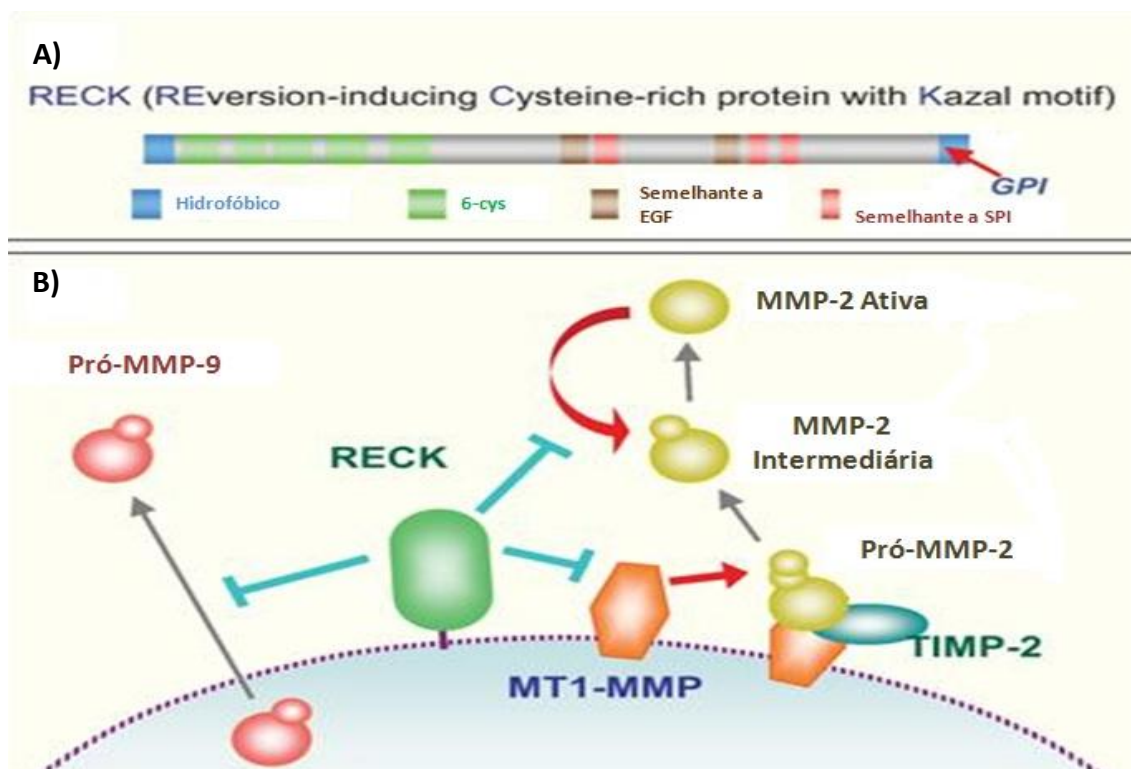 A)
RECK (REversion-inducing Cysteine-rich protein with Kazal motif)
GPI
Hidrofóbico
6-cys
Semelhante a
EGF
Semelhante a SPI
B)
MMP-2 Ativa
Pró-MMP-9
MMP-2
Intermediária
RECK
Pró-MMP-2
TIMP-2
MT1-MMP